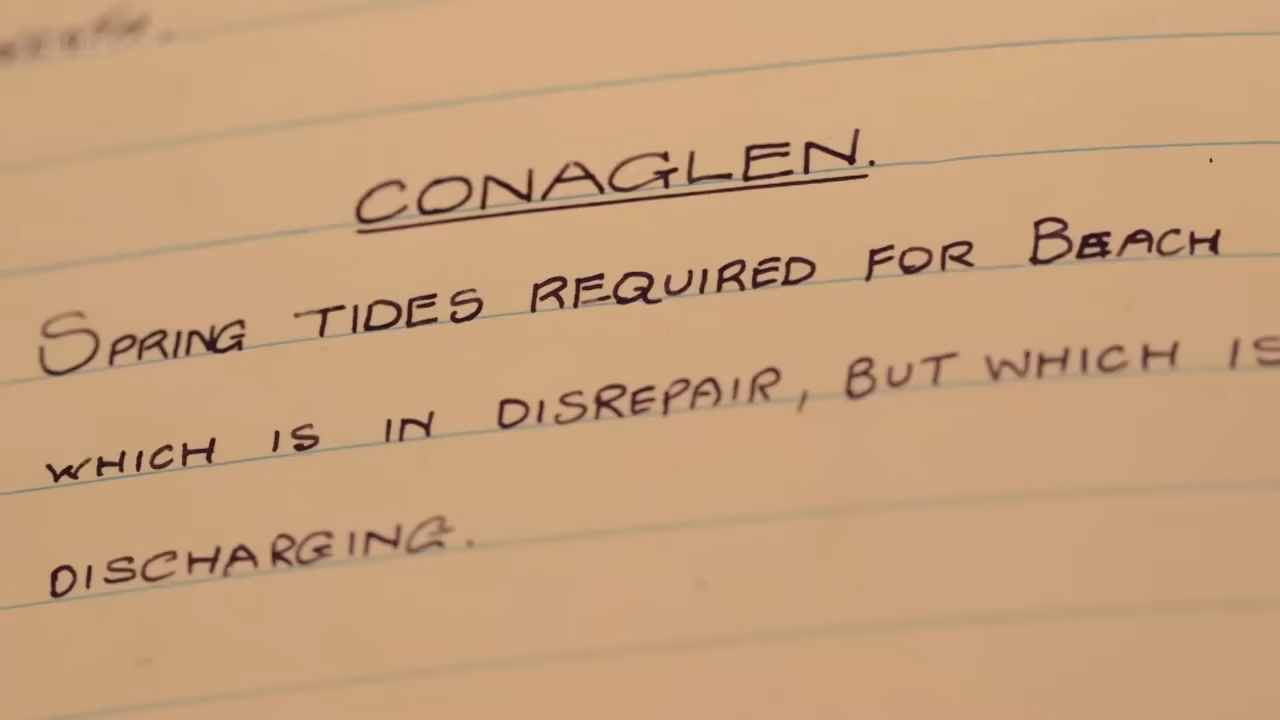 CONAGLEN.
SPRING TIDES REQUIRED FOR BEACH
WHICH IS IN DISREPAIR, BUT WHICH IS
DISCHARGING.